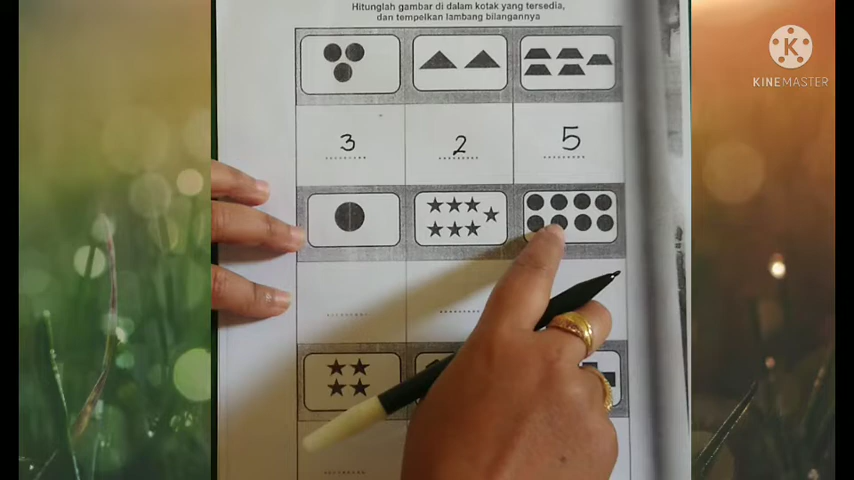 Hitunglah gambar di dalam kotak yang tersedia,
dan tempelkan lambang bilangannya
K
KINEMASTER
3 2 5